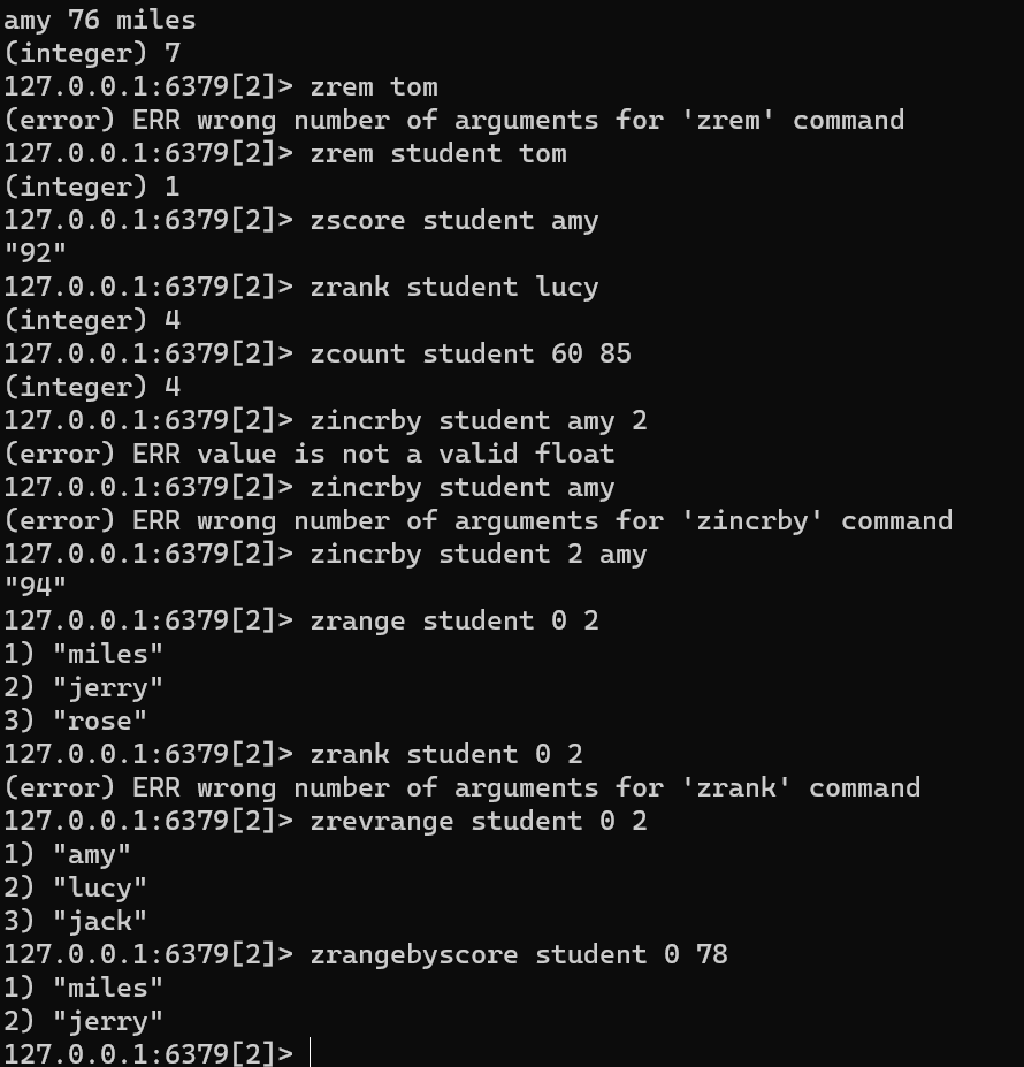 amy 76 miles
(integer) 7
127.0.0.1:6379[2]> zrem tom
(error) ERR wrong number of arguments for 'zrem' command
127.0.0.1:6379[2]> zrem student tom
(integer) 1
127.0.0.1:6379[2]> zscore student amy
"92"
127.0.0.1:6379[2]> zrank student lucy
(integer) 4
127.0.0.1:6379[2]> zcount student 60 85
(integer) 4
127.0.0.1:6379[2]> zincrby student amy 2
(error) ERR value is not a valid float
127.0.0.1:6379[2]> zincrby student amy
(error) ERR wrong number of arguments for 'zincrby' command
127.0.0.1:6379[2]> zincrby student 2 amy
"94"
127.0.0.1:6379[2]> zrange student 0 2
1) "miles"
2) "jerry"
3) "rose"
127.0.0.1:6379[2]> zrank student 0 2
(error) ERR wrong number of arguments for 'zrank' command
127.0.0.1:6379[2]> zrevrange student 0 2
1) "amy"
2) "lucy"
3) "jack"
127.0.0.1:6379[2]> zrangebyscore student 0 78
1) "miles"
2) "jerry"
127.0.0.1:6379[2]>